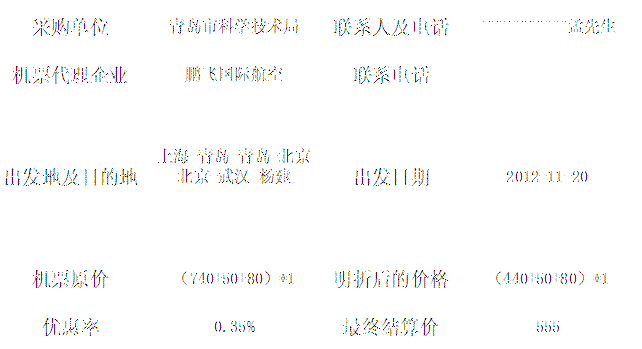 采购单位 青岛市科学技术局 联系人及电话 孟先生
机票代理企业 鹏飞国际航空 联系电话
上海-青岛-青岛-北京
出发地及目的地 北京-武汉-杨建 出发日期 2012-11-20
机票原价 (740+50+80)*1 明折后的价格 (440+50+80)*1
优惠率 0.35% 最终结算价 555